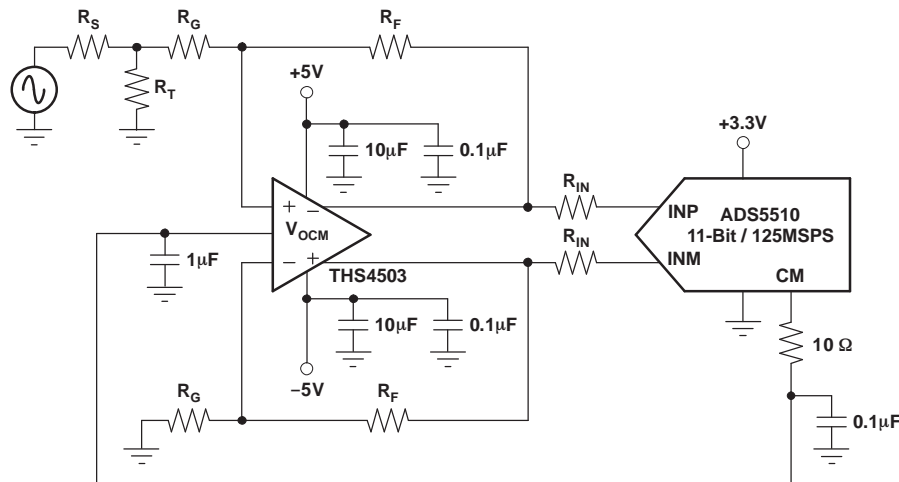 R_S
R_G
R_F
R_T
+5V
10μF
0.1μF
+3.3V
R_IN
R_IN
INP
INM
ADS5510
11-Bit / 125MSPS
CM
+
−
V_OCM
−
+
THS4503
1μF
10μF
0.1μF
−5V
10 Ω
R_G
R_F
0.1μF